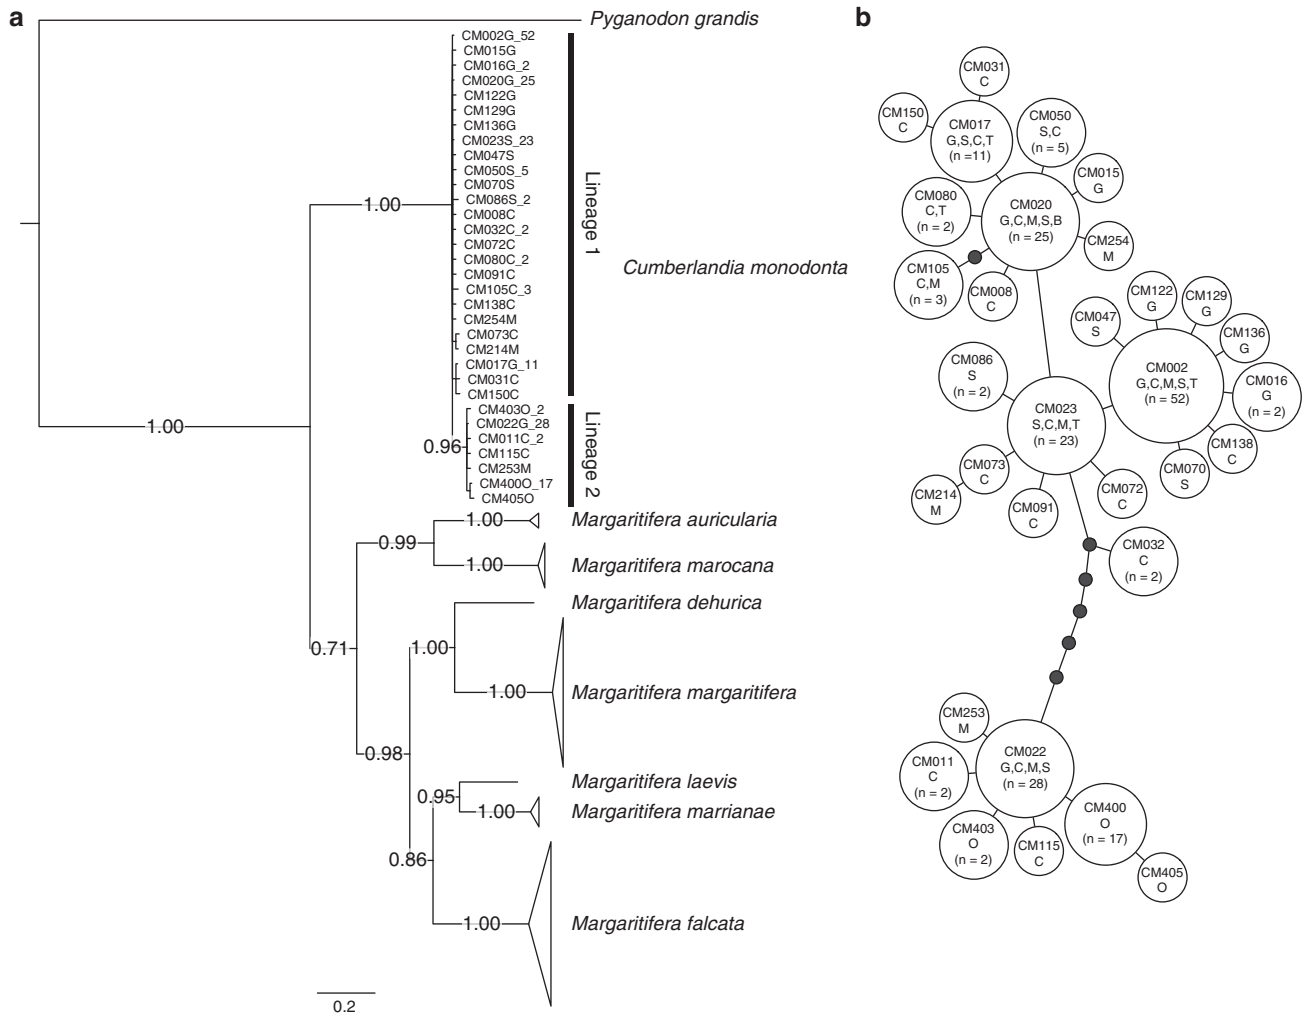 a
Pyganodon grandis
CM002G_52
CM015G
CM016G_2
CM020G_25
CM122G
CM129G
CM136G
CM023S_23
CM047S
CM050S_5
CM070S
CM086S_2
CM008C
CM032C_2
CM072C
CM080C_2
CM091C
CM105C_3
CM138C
CM254M
CM073C
CM214M
CM017G_11
CM031C
CM150C
CM403O_2
CM022G_28
CM011C_2
CM115C
CM253M
CM400O_17
CM405O
Lineage 1
Lineage 2
Cumberlandia monodonta
1.00
1.00
0.96
1.00
Margaritifera auricularia
0.99
1.00
Margaritifera marocana
Margaritifera dehurica
0.71
1.00
1.00
Margaritifera margaritifera
0.98
Margaritifera laevis
0.95
1.00
Margaritifera marrianae
0.86
1.00
Margaritifera falcata
0.2
b
CM031
C
CM150
C
CM017
G,S,C,T
(n =11)
CM050
S,C
(n = 5)
CM015
G
CM080
C,T
(n = 2)
CM020
G,C,M,S,B
(n = 25)
CM254
M
CM105
C,M
(n = 3)
CM008
C
CM122
G
CM129
G
CM047
S
CM136
G
CM002
G,C,M,S,T
(n = 52)
CM016
G
(n = 2)
CM086
S
(n = 2)
CM023
S,C,M,T
(n = 23)
CM138
C
CM070
S
CM073
C
CM214
M
CM091
C
CM072
C
CM032
C
(n = 2)
CM253
M
CM022
G,C,M,S
(n = 28)
CM011
C
(n = 2)
CM400
O
(n = 17)
CM403
O
(n = 2)
CM115
C
CM405
O